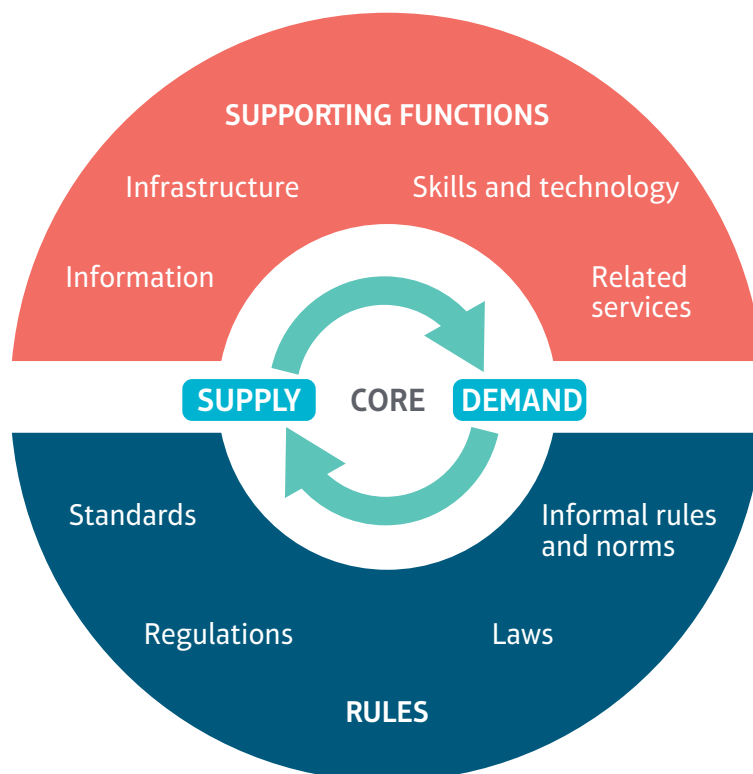 SUPPORTING FUNCTIONS
Infrastructure
Skills and technology
Information
Related
services
SUPPLY
CORE
DEMAND
Standards
Informal rules
and norms
Regulations
Laws
RULES